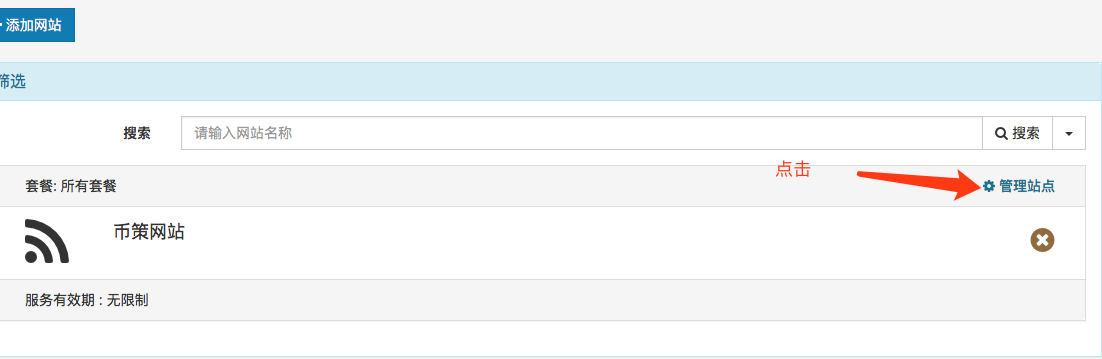 添加网站
筛选
搜索 请输入网站名称 搜索
点击
套餐: 所有套餐 管理站点
币策网站
服务有效期 : 无限制